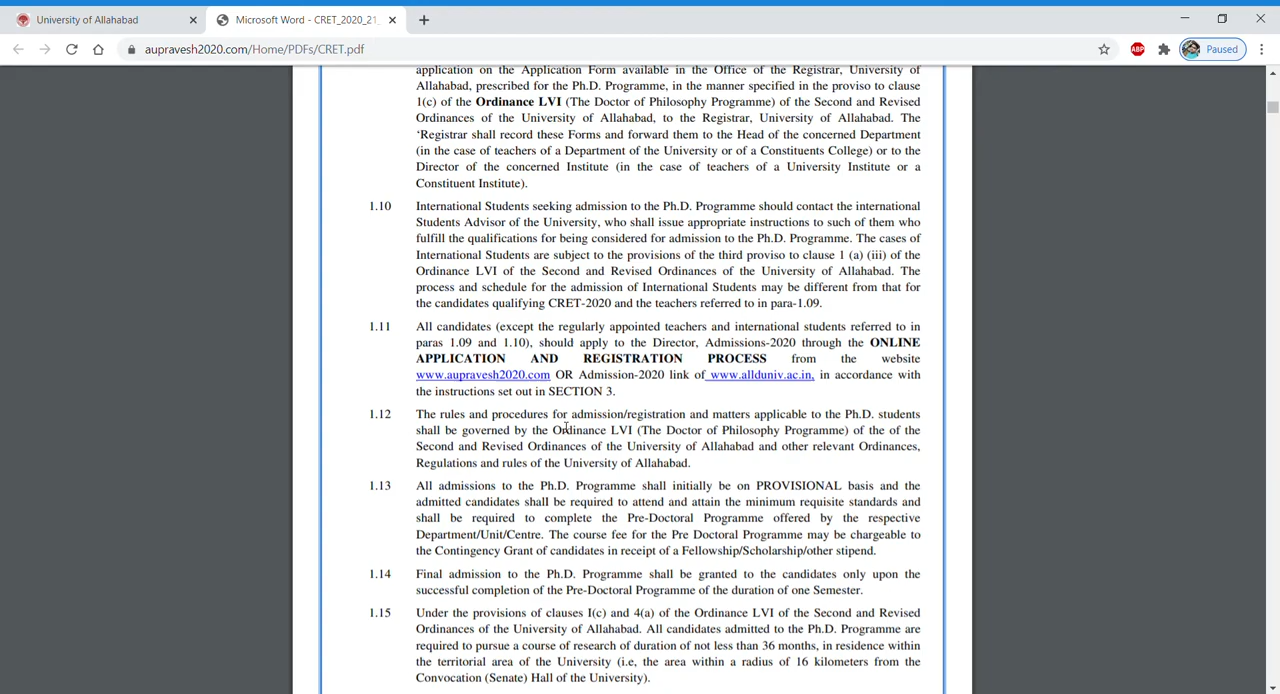 University of Allahabad
Microsoft Word - CRET_2020_21_
aupravesh2020.com/Home/PDFs/CRET.pdf
ABP
Paused
application on the Application Form available in the Office of the Registrar, University of
Allahabad, prescribed for the Ph.D. Programme, in the manner specified in the proviso to clause
1(c) of the Ordinance LVI (The Doctor of Philosophy Programme) of the Second and Revised
Ordinances of the University of Allahabad, to the Registrar, University of Allahabad. The
‘Registrar shall record these Forms and forward them to the Head of the concerned Department
(in the case of teachers of a Department of the University or of a Constituents College) or to the
Director of the concerned Institute (in the case of teachers of a University Institute or a
Constituent Institute).
1.10 International Students seeking admission to the Ph.D. Programme should contact the international
Students Advisor of the University, who shall issue appropriate instructions to such of them who
fulfill the qualifications for being considered for admission to the Ph.D. Programme. The cases of
International Students are subject to the provisions of the third proviso to clause 1 (a) (iii) of the
Ordinance LVI of the Second and Revised Ordinances of the University of Allahabad. The
process and schedule for the admission of International Students may be different from that for
the candidates qualifying CRET-2020 and the teachers referred to in para-1.09.
1.11 All candidates (except the regularly appointed teachers and international students referred to in
paras 1.09 and 1.10), should apply to the Director, Admissions-2020 through the ONLINE
APPLICATION AND REGISTRATION PROCESS from the website
www.aupravesh2020.com OR Admission-2020 link of www.allduniv.ac.in, in accordance with
the instructions set out in SECTION 3.
1.12 The rules and procedures for admission/registration and matters applicable to the Ph.D. students
shall be governed by the Ordinance LVI (The Doctor of Philosophy Programme) of the of the
Second and Revised Ordinances of the University of Allahabad and other relevant Ordinances,
Regulations and rules of the University of Allahabad.
1.13 All admissions to the Ph.D. Programme shall initially be on PROVISIONAL basis and the
admitted candidates shall be required to attend and attain the minimum requisite standards and
shall be required to complete the Pre-Doctoral Programme offered by the respective
Department/Unit/Centre. The course fee for the Pre Doctoral Programme may be chargeable to
the Contingency Grant of candidates in receipt of a Fellowship/Scholarship/other stipend.
1.14 Final admission to the Ph.D. Programme shall be granted to the candidates only upon the
successful completion of the Pre-Doctoral Programme of the duration of one Semester.
1.15 Under the provisions of clauses I(c) and 4(a) of the Ordinance LVI of the Second and Revised
Ordinances of the University of Allahabad. All candidates admitted to the Ph.D. Programme are
required to pursue a course of research of duration of not less than 36 months, in residence within
the territorial area of the University (i.e, the area within a radius of 16 kilometers from the
Convocation (Senate) Hall of the University).